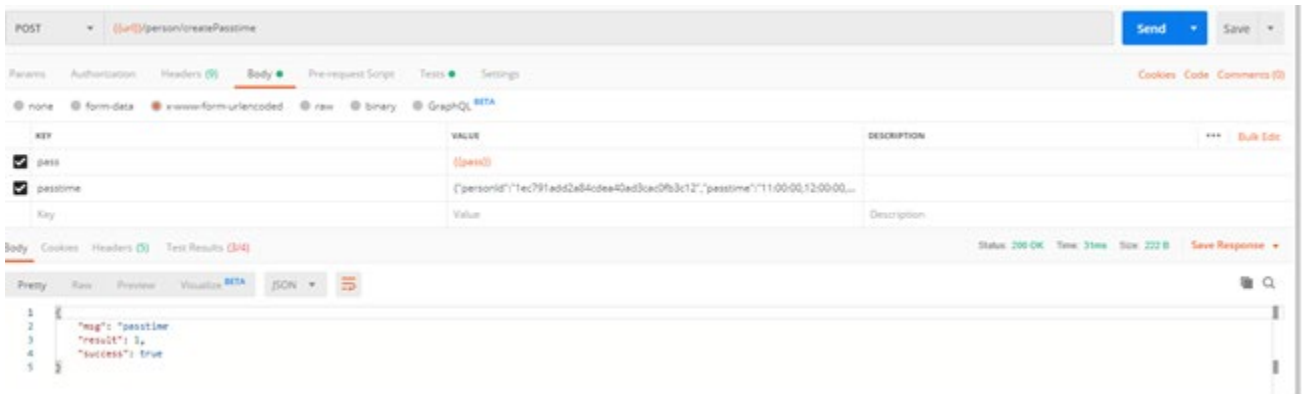 POST {{url}}/person/createPasstime Send Save
Params Authorization Headers (9) Body Pre-request Script Tests Settings Cookies Code Comments (0)
none form-data x-www-form-urlencoded raw binary GraphQL BETA
KEY VALUE DESCRIPTION ••• Bulk Edit
pass {{pass}}
passtime {"personId":"1ec791add2a84cdea40ad3cac0fb3c12","passtime":"11:00:00,12:00:00,...
Key Value Description
Body Cookies Headers (5) Test Results (3/4) Status: 200 OK Time: 31ms Size: 222 B Save Response
Pretty Raw Preview Visualize BETA JSON
1 {
2 "msg": "passtime
3 "result": 1,
4 "success": true
5 }